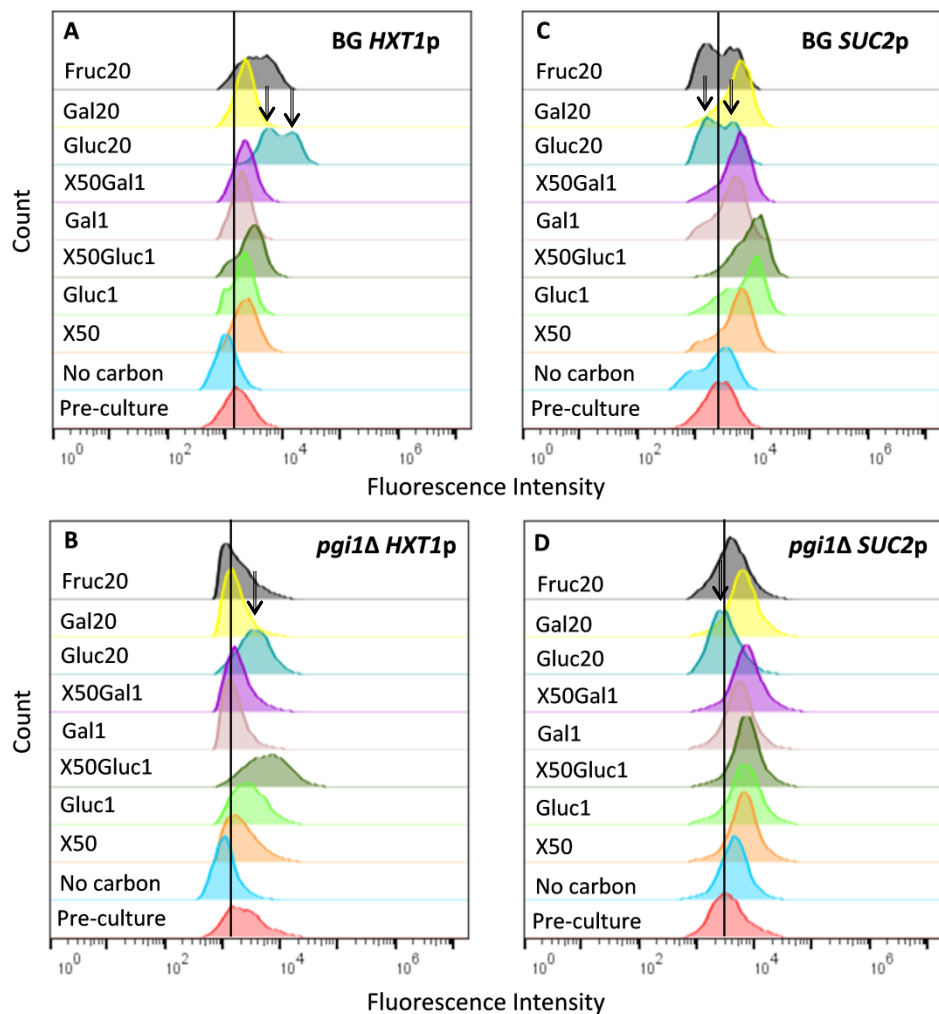 A
BG HXT1p
Fruc20
Gal20
Gluc20
X50Gal1
Gal1
X50Gluc1
Gluc1
X50
No carbon
Pre-culture
Count
10^0 10^2 10^4 10^6
Fluorescence Intensity
C
BG SUC2p
Fruc20
Gal20
Gluc20
X50Gal1
Gal1
X50Gluc1
Gluc1
X50
No carbon
Pre-culture
10^0 10^2 10^4 10^6
Fluorescence Intensity
B
pgi1Δ HXT1p
Fruc20
Gal20
Gluc20
X50Gal1
Gal1
X50Gluc1
Gluc1
X50
No carbon
Pre-culture
Count
10^0 10^2 10^4 10^6
Fluorescence Intensity
D
pgi1Δ SUC2p
Fruc20
Gal20
Gluc20
X50Gal1
Gal1
X50Gluc1
Gluc1
X50
No carbon
Pre-culture
10^0 10^2 10^4 10^6
Fluorescence Intensity